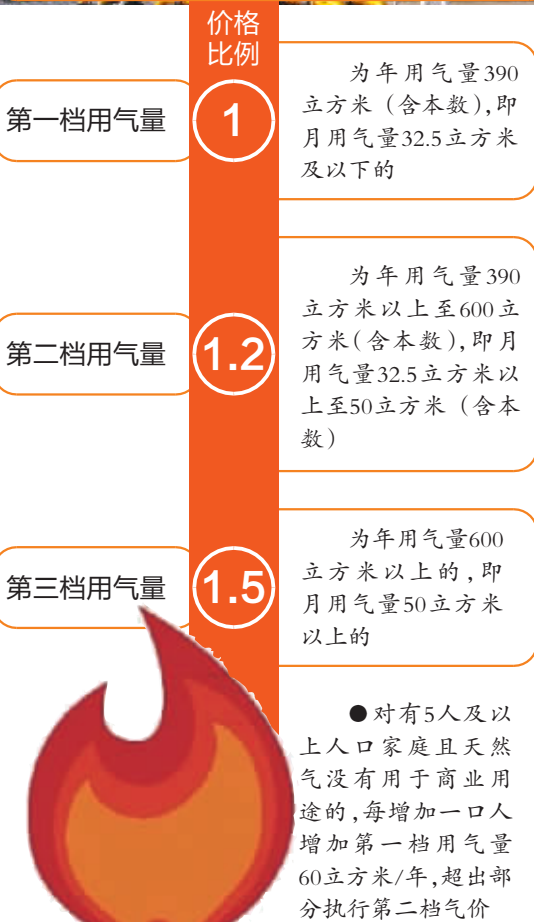 价格
比例
第一档用气量
1
为年用气量390
立方米（含本数),即
月用气量32.5立方米
及以下的
第二档用气量
1.2
为年用气量390
立方米以上至600立
方米(含本数),即月
用气量32.5立方米以
上至50立方米（含本
数）
第三档用气量
1.5
为年用气量600
立方米以上的,即
月用气量50立方米
以上的
●对有5人及以
上人口家庭且天然
气没有用于商业用
途的,每增加一口人
增加第一档用气量
60立方米/年,超出部
分执行第二档气价